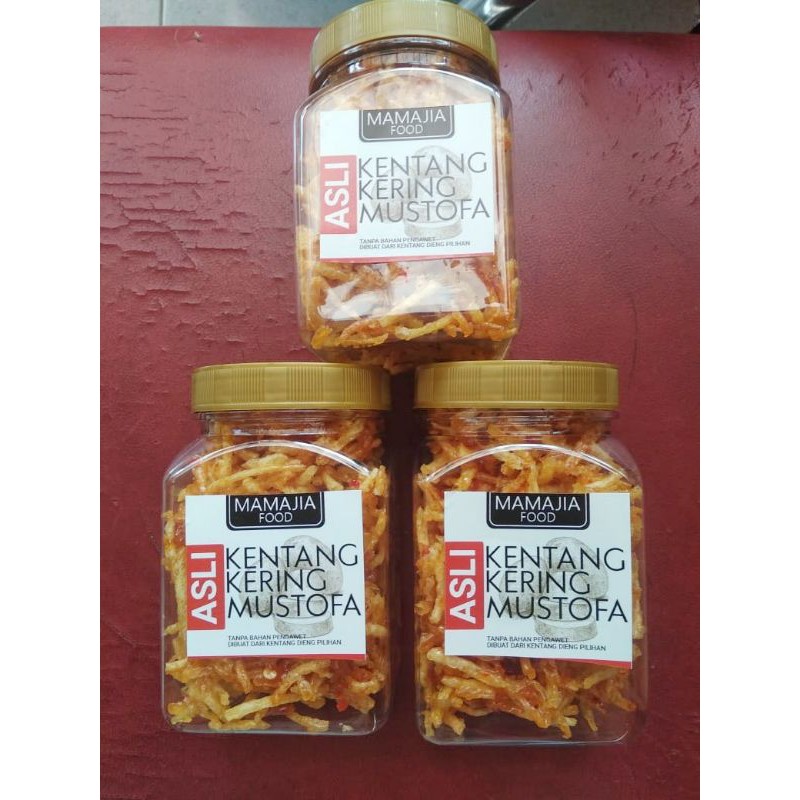 MAMAJIA
FOOD
ASLI
KENTANG
KERING
MUSTOFA
TANPA BAHAN PENGAWET
DIBUAT DARI KENTANG DIENG PILIHAN
MAMAJIA
FOOD
ASLI
KENTANG
KERING
MUSTOFA
TANPA BAHAN PENGAWET
DIBUAT DARI KENTANG DIENG PILIHAN
MAMAJIA
FOOD
ASLI
KENTANG
KERING
MUSTOFA
TANPA BAHAN PENGAWET
DIBUAT DARI KENTANG DIENG PILIHAN